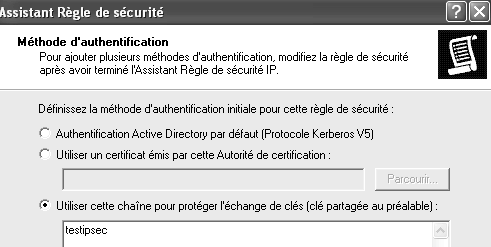 Assistant Règle de sécurité
Méthode d'authentification
Pour ajouter plusieurs méthodes d'authentification, modifiez la règle de sécurité
après avoir terminé l'Assistant Règle de sécurité IP.
Définissez la méthode d'authentification initiale pour cette règle de sécurité :
Authentification Active Directory par défaut (Protocole Kerberos V5)
Utiliser un certificat émis par cette Autorité de certification :
Parcourir...
Utiliser cette chaîne pour protéger l'échange de clés (clé partagée au préalable) :
testipsec